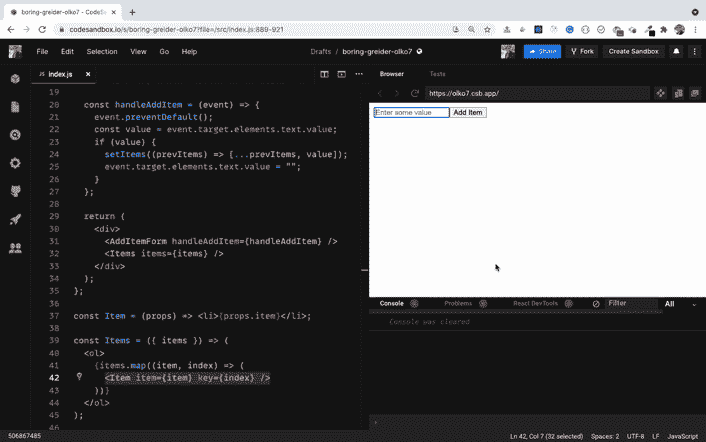 boring-greider-olko7 - CodeSan
codesandbox.io/s/boring-greider-olko7?file=/src/index.js:889-921
File Edit Selection View Go Help
Drafts / boring-greider-olko7
Share
Fork
Create Sandbox
index.js
Browser
Tests
https://olko7.csb.app/
Enter some value
Add Item
19
20 const handleAddItem = (event) => {
21 event.preventDefault();
22 const value = event.target.elements.text.value;
23 if (value) {
24 setItems((prevItems) => [...prevItems, value]);
25 event.target.elements.text.value = "";
26 }
27 };
28
29 return (
30 <div>
31 <AddItemForm handleAddItem={handleAddItem} />
32 <Items items={items} />
33 </div>
34 );
35 };
36
37 const Item = (props) => <li>{props.item}</li>;
38
39 const Items = ({ items }) => (
40 <ol>
41 {items.map((item, index) => (
42 <Item item={item} key={index} />
43 ))}
44 </ol>
45 );
46
Console
Problems
React DevTools
Filter
All
Console was cleared
506867485
Ln 42, Col 7 (32 selected)
Spaces: 2
UTF-8
LF
JavaScript